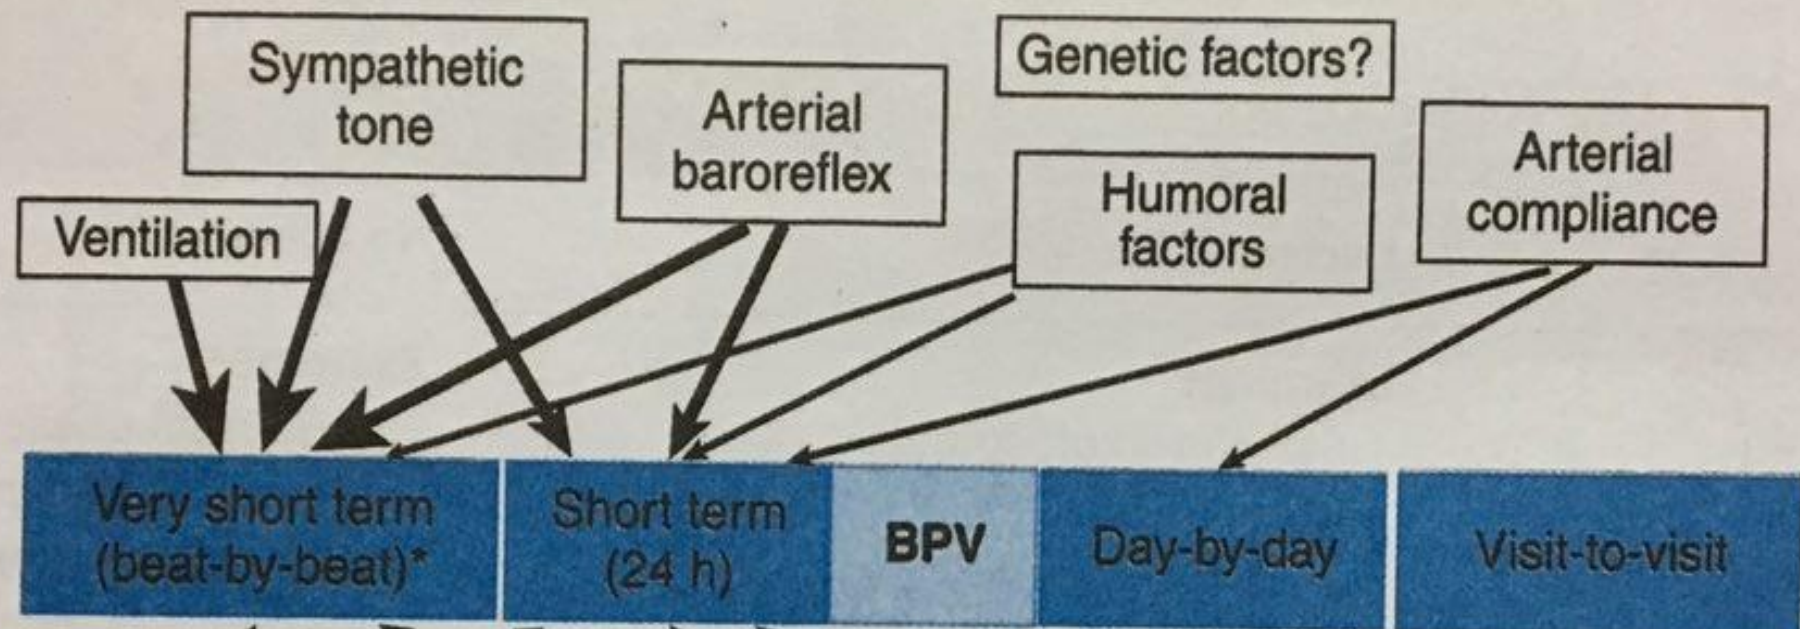 Sympathetic
tone
Ventilation
Arterial
baroreflex
Genetic factors?
Humoral
factors
Arterial
compliance
Very short term
(beat-by-beat)*
Short term
(24 h)
BPV
Day-by-day
Visit-to-visit